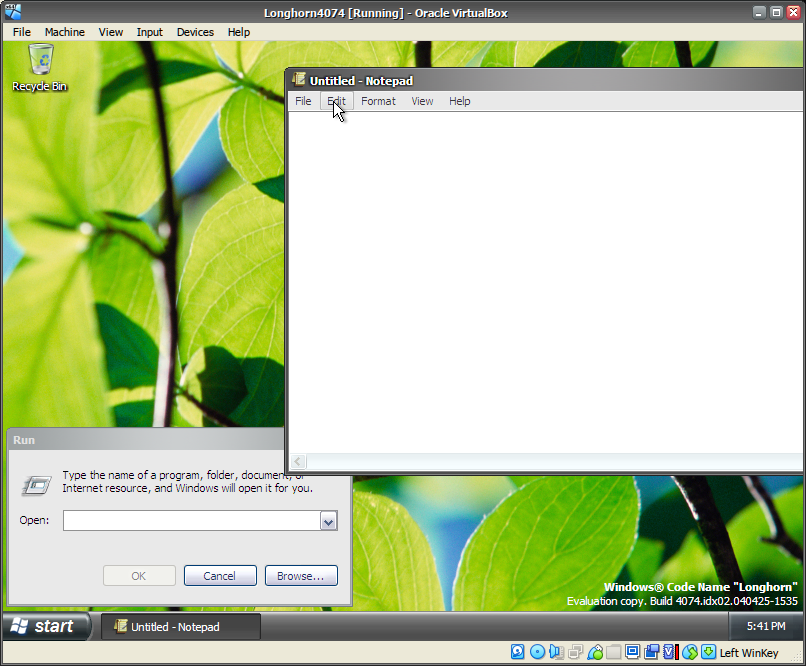 Longhorn4074 [Running] - Oracle VirtualBox
File Machine View Input Devices Help
Recycle Bin
Untitled - Notepad
File Edit Format View Help
Run
Type the name of a program, folder, document, or
Internet resource, and Windows will open it for you.
Open:
OK Cancel Browse...
Windows® Code Name "Longhorn"
Evaluation copy. Build 4074.idx02.040425-1535
start Untitled - Notepad 5:41 PM
Left WinKey